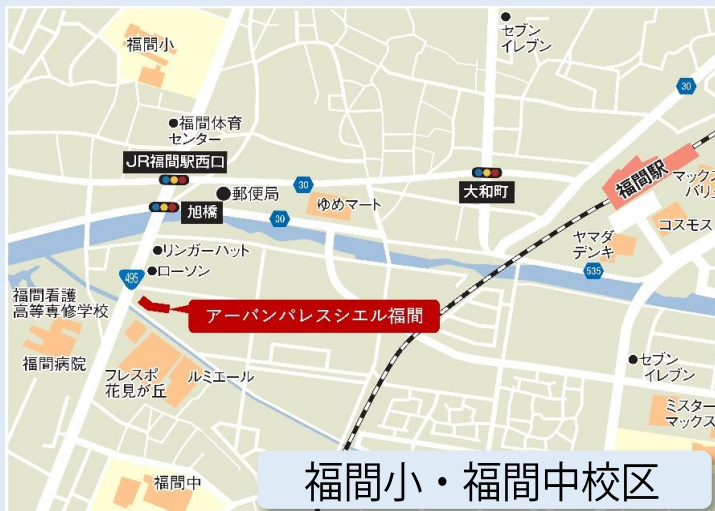 福間小
セブン
イレブン
30
福間体育
センター
JR福間駅西口
福間駅
マックス
バリュ
郵便局
30
大和町
旭橋
ゆめマート
30
コスモス
ヤマダ
デンキ
リンガーハット
ローソン
495
535
福間看護
高等専修学校
アーバンパレスシエル福間
福間病院
フレスポ
花見が丘
ルミエール
セブン
イレブン
ミスター
マックス
福間中
福間小・福間中校区